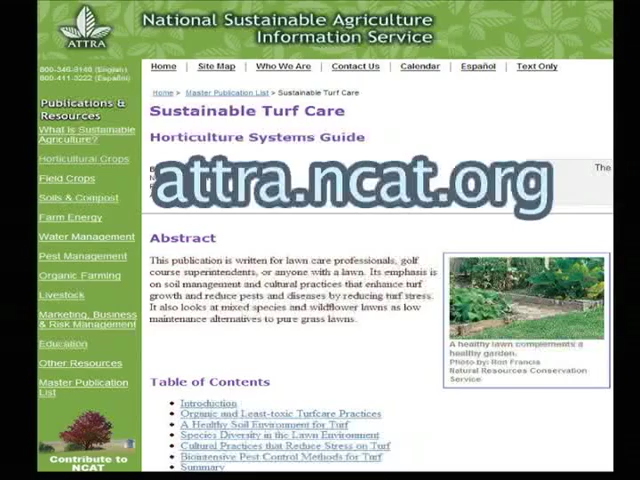 National Sustainable Agriculture
Information Service
ATTRA
800-346-9140 (English)
800-411-3222 (Español)
Home | Site Map | Who We Are | Contact Us | Calendar | Español | Text Only
Home > Master Publication List > Sustainable Turf Care
Sustainable Turf Care
Horticulture Systems Guide
The
attra.ncat.org
Publications &
Resources
What Is Sustainable
Agriculture?
Horticultural Crops
Field Crops
Soils & Compost
Farm Energy
Water Management
Pest Management
Organic Farming
Livestock
Marketing, Business
& Risk Management
Education
Other Resources
Master Publication
List
Contribute to
NCAT
Abstract
This publication is written for lawn care professionals, golf
course superintendents, or anyone with a lawn. Its emphasis is
on soil management and cultural practices that enhance turf
growth and reduce pests and diseases by reducing turf stress.
It also looks at mixed species and wildflower lawns as low
maintenance alternatives to pure grass lawns.
A healthy lawn complements a
healthy garden.
Photo by: Ron Francis
Natural Resources Conservation
Service
Table of Contents
Introduction
Organic and Least-toxic Turfcare Practices
A Healthy Soil Environment for Turf
Species Diversity in the Lawn Environment
Cultural Practices that Reduce Stress on Turf
Biointensive Pest Control Methods for Turf
Summary